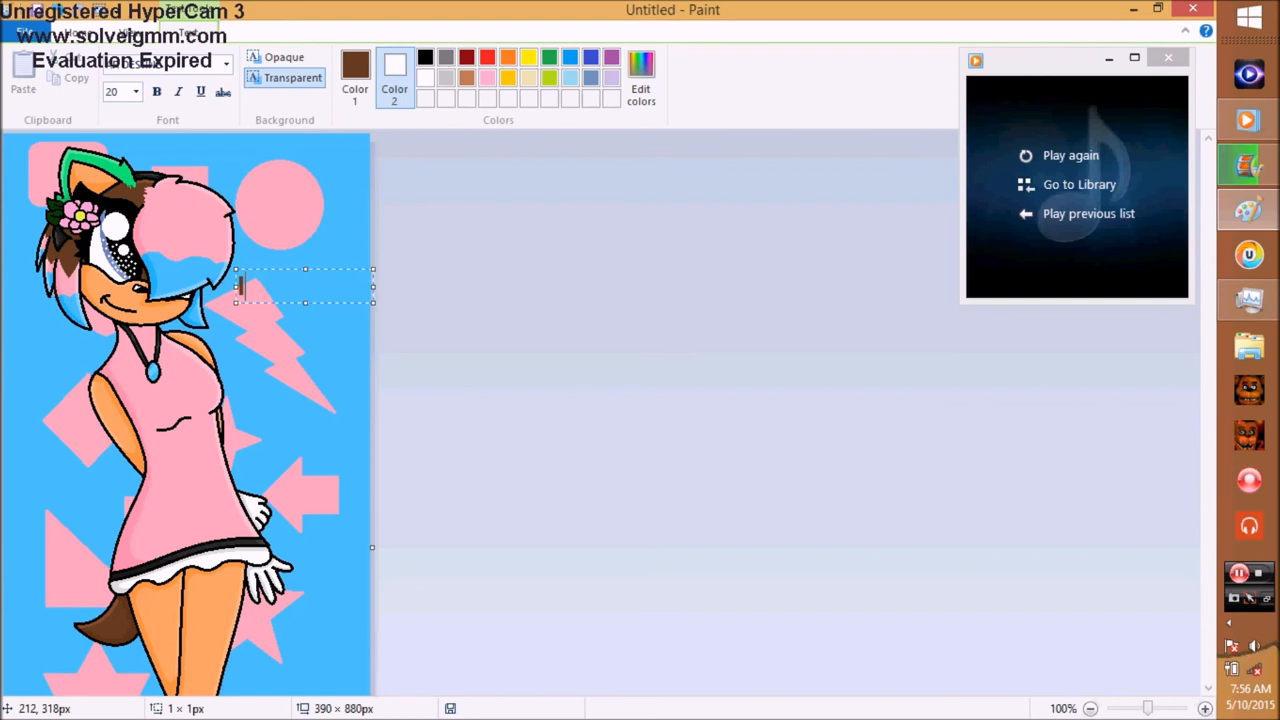 Unregistered HyperCam 3
www.solveigmm.com
Evaluation Expired
Untitled - Paint
Paste
Copy
20
B I U abc
Clipboard
Font
Opaque
Transparent
Background
Color 1
Color 2
Edit colors
Colors
Play again
Go to Library
Play previous list
212, 318px
1 × 1px
390 × 880px
100%
7:56 AM
5/10/2015